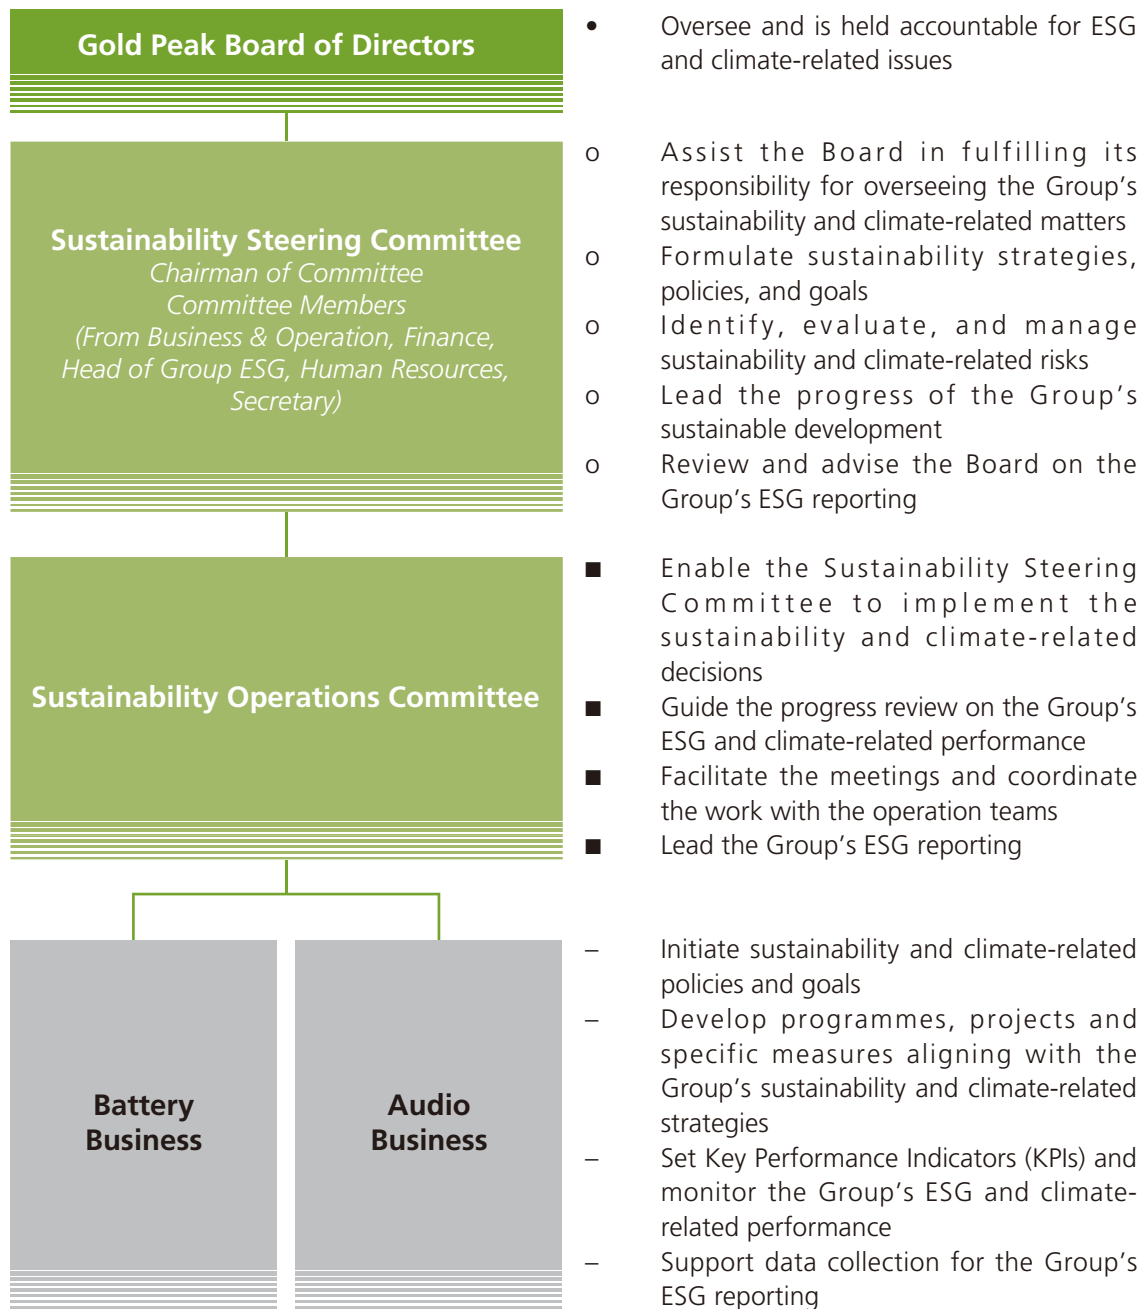 Gold Peak Board of Directors
• Oversee and is held accountable for ESG
and climate-related issues
Sustainability Steering Committee
Chairman of Committee
Committee Members
(From Business & Operation, Finance,
Head of Group ESG, Human Resources,
Secretary)
o Assist the Board in fulfilling its
responsibility for overseeing the Group’s
sustainability and climate-related matters
o Formulate sustainability strategies,
policies, and goals
o Identify, evaluate, and manage
sustainability and climate-related risks
o Lead the progress of the Group’s
sustainable development
o Review and advise the Board on the
Group’s ESG reporting
Sustainability Operations Committee
■ Enable the Sustainability Steering
Committee to implement the
sustainability and climate-related
decisions
■ Guide the progress review on the Group’s
ESG and climate-related performance
■ Facilitate the meetings and coordinate
the work with the operation teams
■ Lead the Group’s ESG reporting
Battery
Business
Audio
Business
– Initiate sustainability and climate-related
policies and goals
– Develop programmes, projects and
specific measures aligning with the
Group’s sustainability and climate-related
strategies
– Set Key Performance Indicators (KPIs) and
monitor the Group’s ESG and climate-
related performance
– Support data collection for the Group’s
ESG reporting